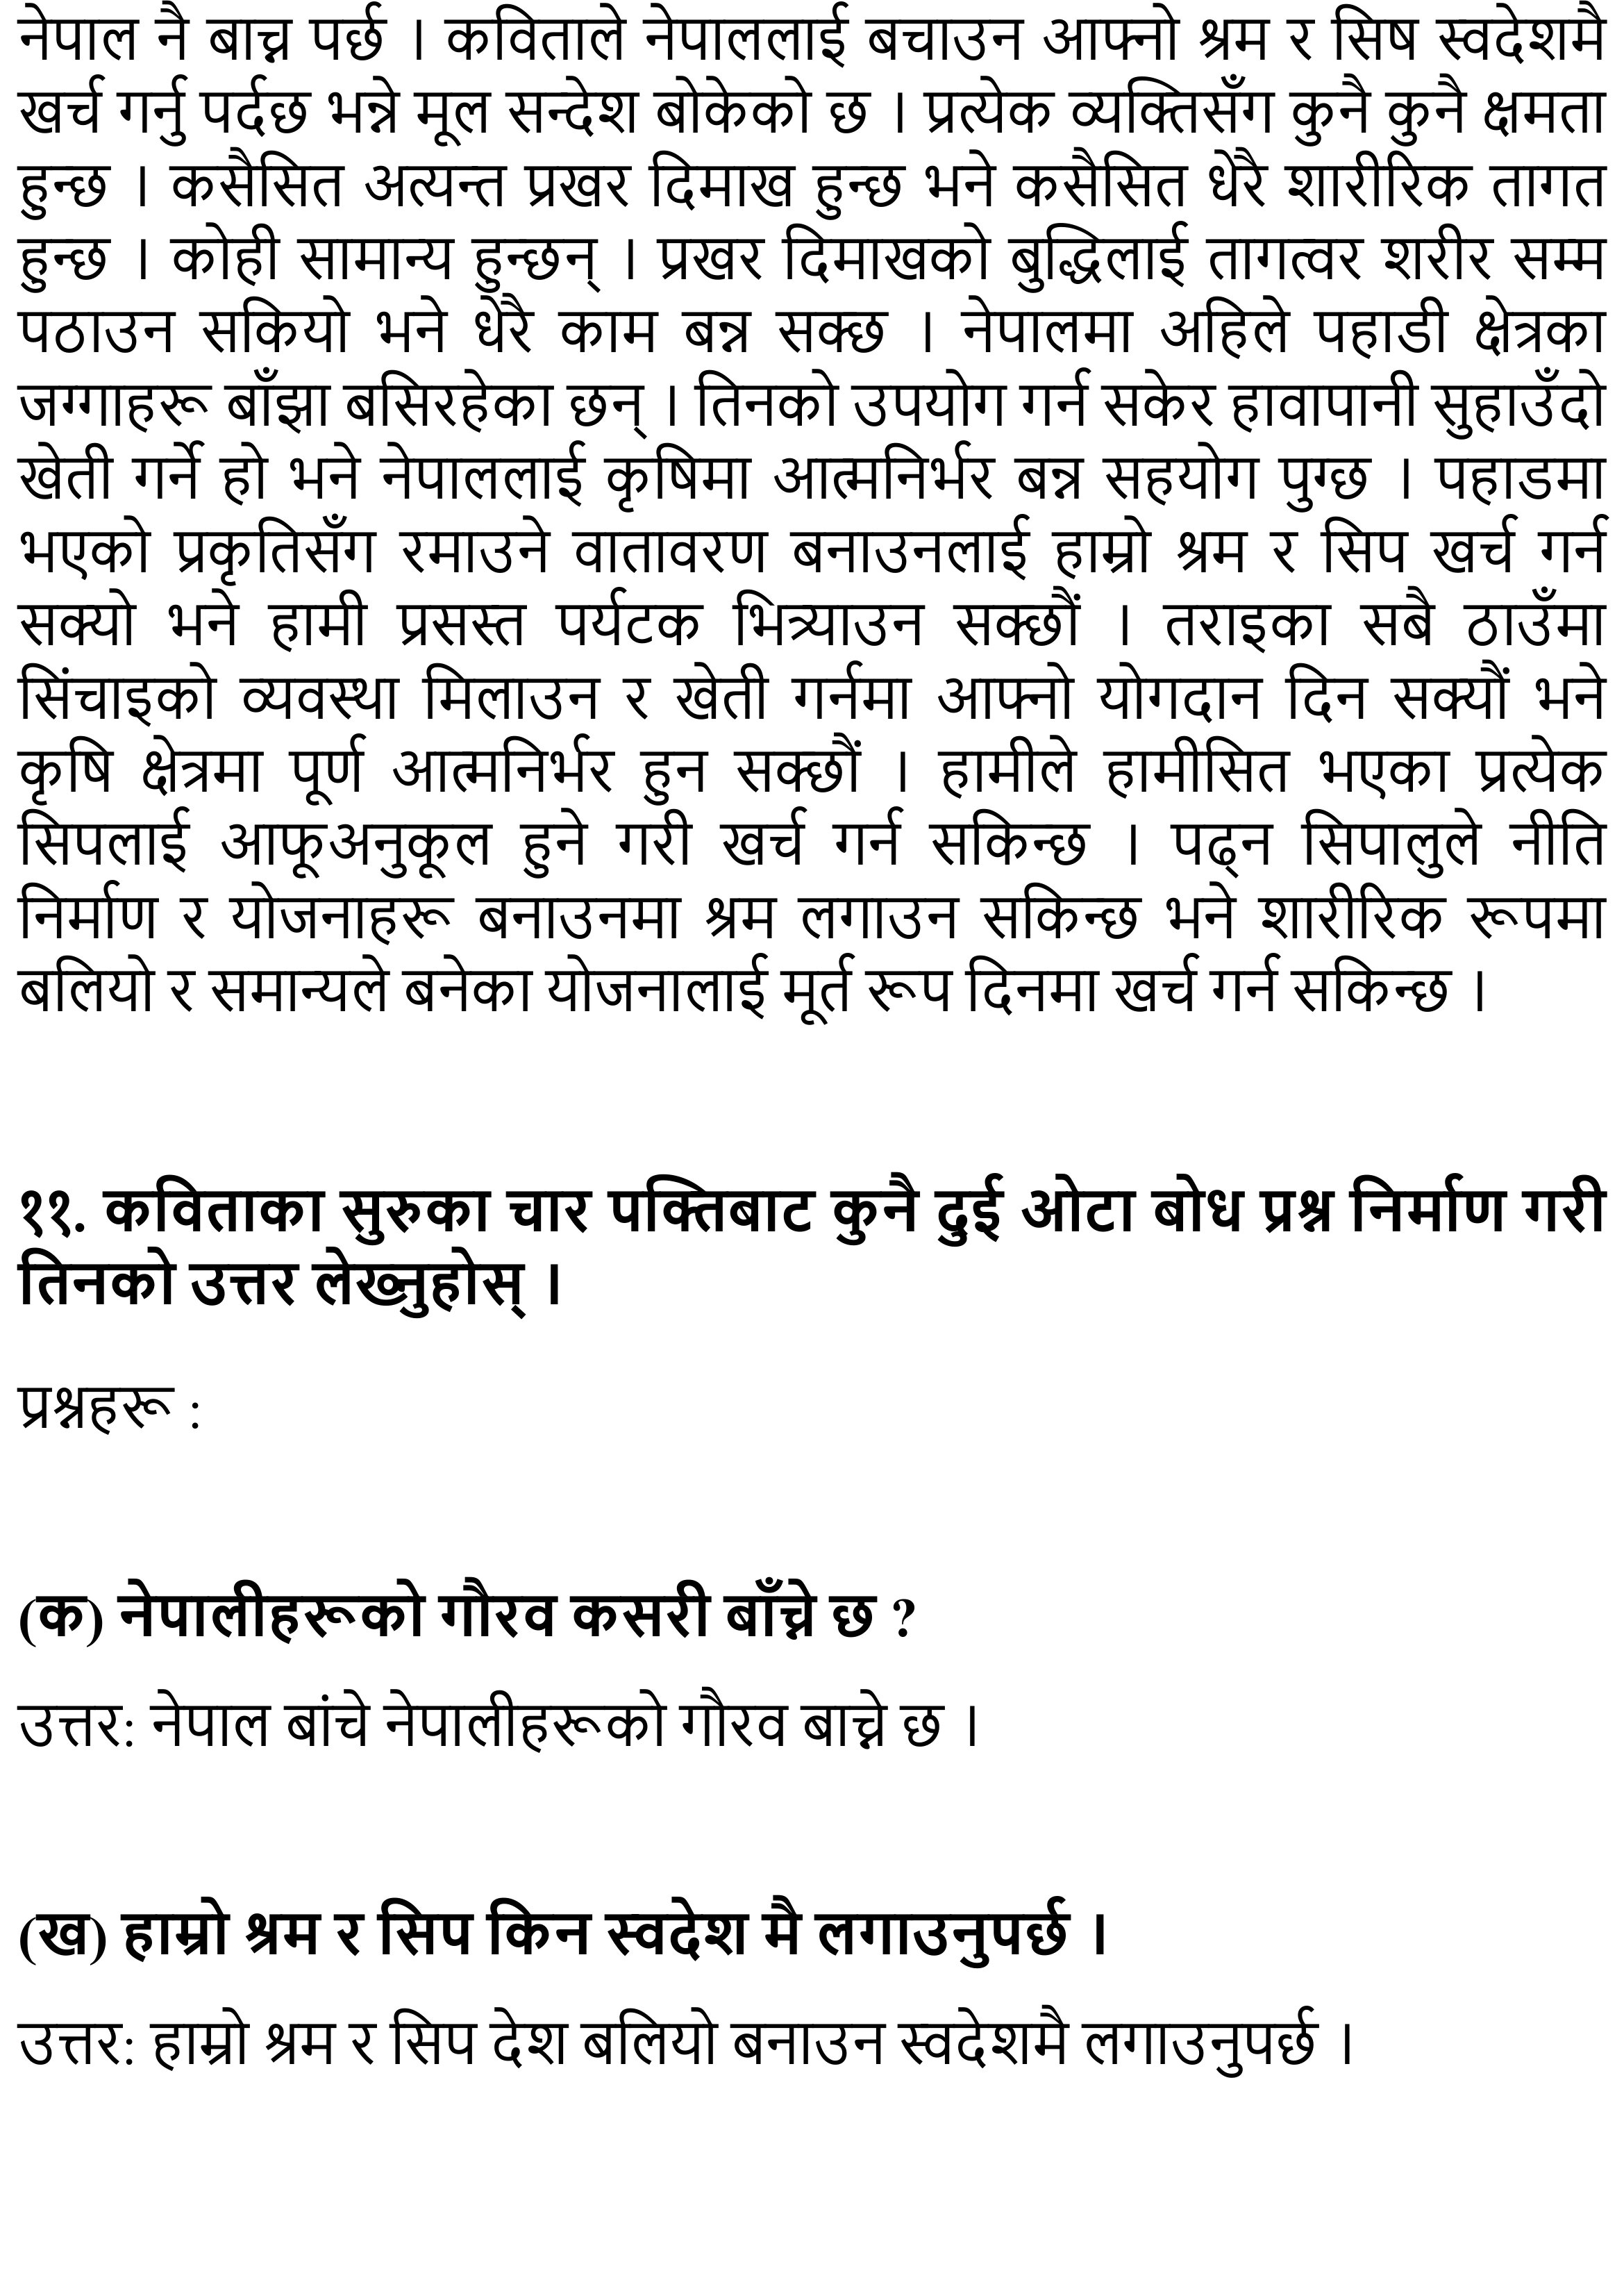 नेपाल नै बाच्न पर्छ । कविताले नेपाललाई बचाउन आफ्नो श्रम र सिष स्वदेशमै
खर्च गर्नु पर्दछ भन्ने मूल सन्देश बोकेको छ । प्रत्येक व्यक्तिसँग कुनै कुनै क्षमता
हुन्छ । कसैसित अत्यन्त प्रखर दिमाख हुन्छ भने कसैसित धेरै शारीरिक तागत
हुन्छ । कोही सामान्य हुन्छन् । प्रखर दिमाखको बुद्धिलाई तागत्वर शरीर सम्म
पठाउन सकियो भने धेरै काम बन्न सक्छ । नेपालमा अहिले पहाडी क्षेत्रका
जग्गाहरू बाँझा बसिरहेका छन् । तिनको उपयोग गर्न सकेर हावापानी सुहाउँदो
खेती गर्ने हो भने नेपाललाई कृषिमा आत्मनिर्भर बन्न सहयोग पुग्छ । पहाडमा
भएको प्रकृतिसँग रमाउने वातावरण बनाउनलाई हाम्रो श्रम र सिप खर्च गर्न
सक्यो भने हामी प्रसस्त पर्यटक भित्र्याउन सक्छौं । तराइका सबै ठाउँमा
सिंचाइको व्यवस्था मिलाउन र खेती गर्नमा आफ्नो योगदान दिन सक्यौं भने
कृषि क्षेत्रमा पूर्ण आत्मनिर्भर हुन सक्छौं । हामीले हामीसित भएका प्रत्येक
सिपलाई आफूअनुकूल हुने गरी खर्च गर्न सकिन्छ । पढ्न सिपालुले नीति
निर्माण र योजनाहरू बनाउनमा श्रम लगाउन सकिन्छ भने शारीरिक रूपमा
बलियो र समान्यले बनेका योजनालाई मूर्त रूप दिनमा खर्च गर्न सकिन्छ ।
११. कविताका सुरुका चार पक्तिबाट कुनै दुई ओटा बोध प्रश्न निर्माण गरी
तिनको उत्तर लेख्नुहोस् ।
प्रश्नहरू :
(क) नेपालीहरूको गौरव कसरी बाँच्ने छ ?
उत्तर: नेपाल बांचे नेपालीहरूको गौरव बाच्ने छ ।
(ख) हाम्रो श्रम र सिप किन स्वदेश मै लगाउनुपर्छ ।
उत्तर: हाम्रो श्रम र सिप देश बलियो बनाउन स्वदेशमै लगाउनुपर्छ ।